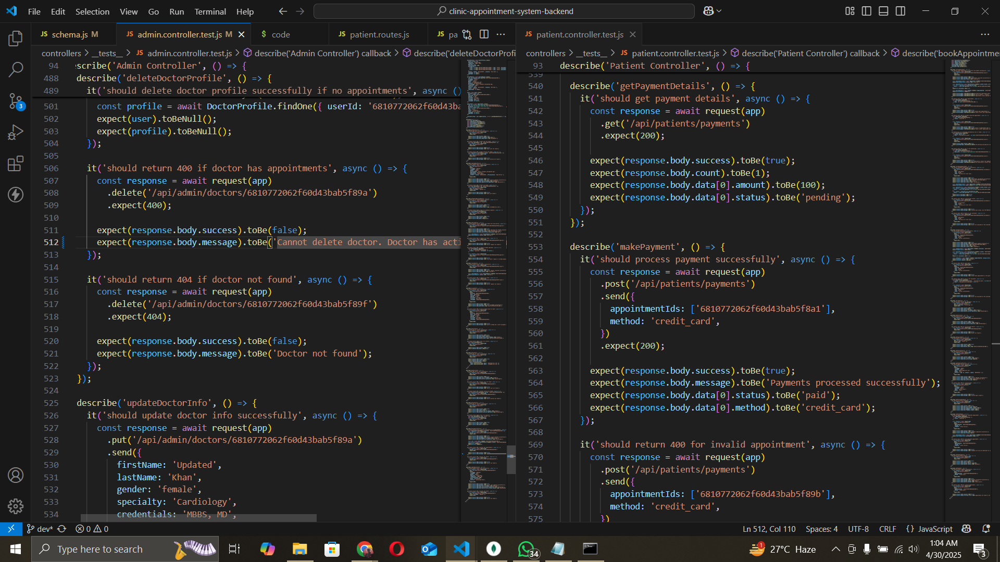 File Edit Selection View Go Run Terminal Help
clinic-appointment-system-backend
JS schema.js M
JS admin.controller.test.js M
$ code
JS patient.routes.js
JS pa
JS patient.controller.test.js
controllers > __tests__ > JS admin.controller.test.js > describe('Admin Controller') callback > describe('deleteDoctorProfi
94 scribe('Admin Controller', () => {
488 describe('deleteDoctorProfile', () => {
489 it('should delete doctor profile successfully if no appointments', async ()
501 const profile = await DoctorProfile.findOne({ userId: '6810772062f60d43ba
502 expect(user).toBeNull();
503 expect(profile).toBeNull();
504 });
505
506 it('should return 400 if doctor has appointments', async () => {
507 const response = await request(app)
508 .delete('/api/admin/doctors/6810772062f60d43bab5f89a')
509 .expect(400);
510
511 expect(response.body.success).toBe(false);
512 expect(response.body.message).toBe('Cannot delete doctor. Doctor has acti
513 });
514
515 it('should return 404 if doctor not found', async () => {
516 const response = await request(app)
517 .delete('/api/admin/doctors/6810772062f60d43bab5f89f')
518 .expect(404);
519
520 expect(response.body.success).toBe(false);
521 expect(response.body.message).toBe('Doctor not found');
522 });
523 });
524
525 describe('updateDoctorInfo', () => {
526 it('should update doctor info successfully', async () => {
527 const response = await request(app)
528 .put('/api/admin/doctors/6810772062f60d43bab5f89a')
529 .send({
530 firstName: 'Updated',
531 lastName: 'Khan',
532 gender: 'female',
533 specialty: 'Cardiology',
534 credentials: 'MBBS, MD',
controllers > __tests__ > JS patient.controller.test.js > describe('Patient Controller') callback > describe('bookAppointme
93 describe('Patient Controller', () => {
539
540 describe('getPaymentDetails', () => {
541 it('should get payment details', async () => {
542 const response = await request(app)
543 .get('/api/patients/payments')
544 .expect(200);
545
546 expect(response.body.success).toBe(true);
547 expect(response.body.count).toBe(1);
548 expect(response.body.data[0].amount).toBe(100);
549 expect(response.body.data[0].status).toBe('pending');
550 });
551 });
552
553 describe('makePayment', () => {
554 it('should process payment successfully', async () => {
555 const response = await request(app)
556 .post('/api/patients/payments')
557 .send({
558 appointmentIds: ['6810772062f60d43bab5f8a1'],
559 method: 'credit_card',
560 })
561 .expect(200);
562
563 expect(response.body.success).toBe(true);
564 expect(response.body.message).toBe('Payments processed successfully');
565 expect(response.body.data[0].status).toBe('paid');
566 expect(response.body.data[0].method).toBe('credit_card');
567 });
568
569 it('should return 400 for invalid appointment', async () => {
570 const response = await request(app)
571 .post('/api/patients/payments')
572 .send({
573 appointmentIds: ['6810772062f60d43bab5f89b'],
574 method: 'credit_card',
575 })
3
dev* 0 0
Ln 512, Col 110 Spaces: 4 UTF-8 CRLF {} JavaScript
Type here to search
34
1
27°C Haze
1:04 AM
4/30/2025
3